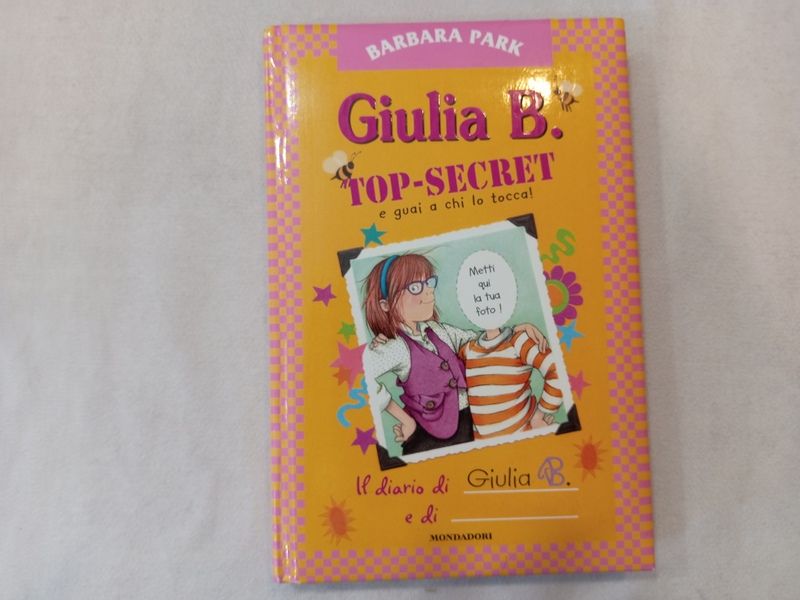 BARBARA PARK
Giulia B.
TOP-SECRET
e guai a chi lo tocca!
Metti
qui
la tua
foto!
Il diario di Giulia B.
e di
MONDADORI